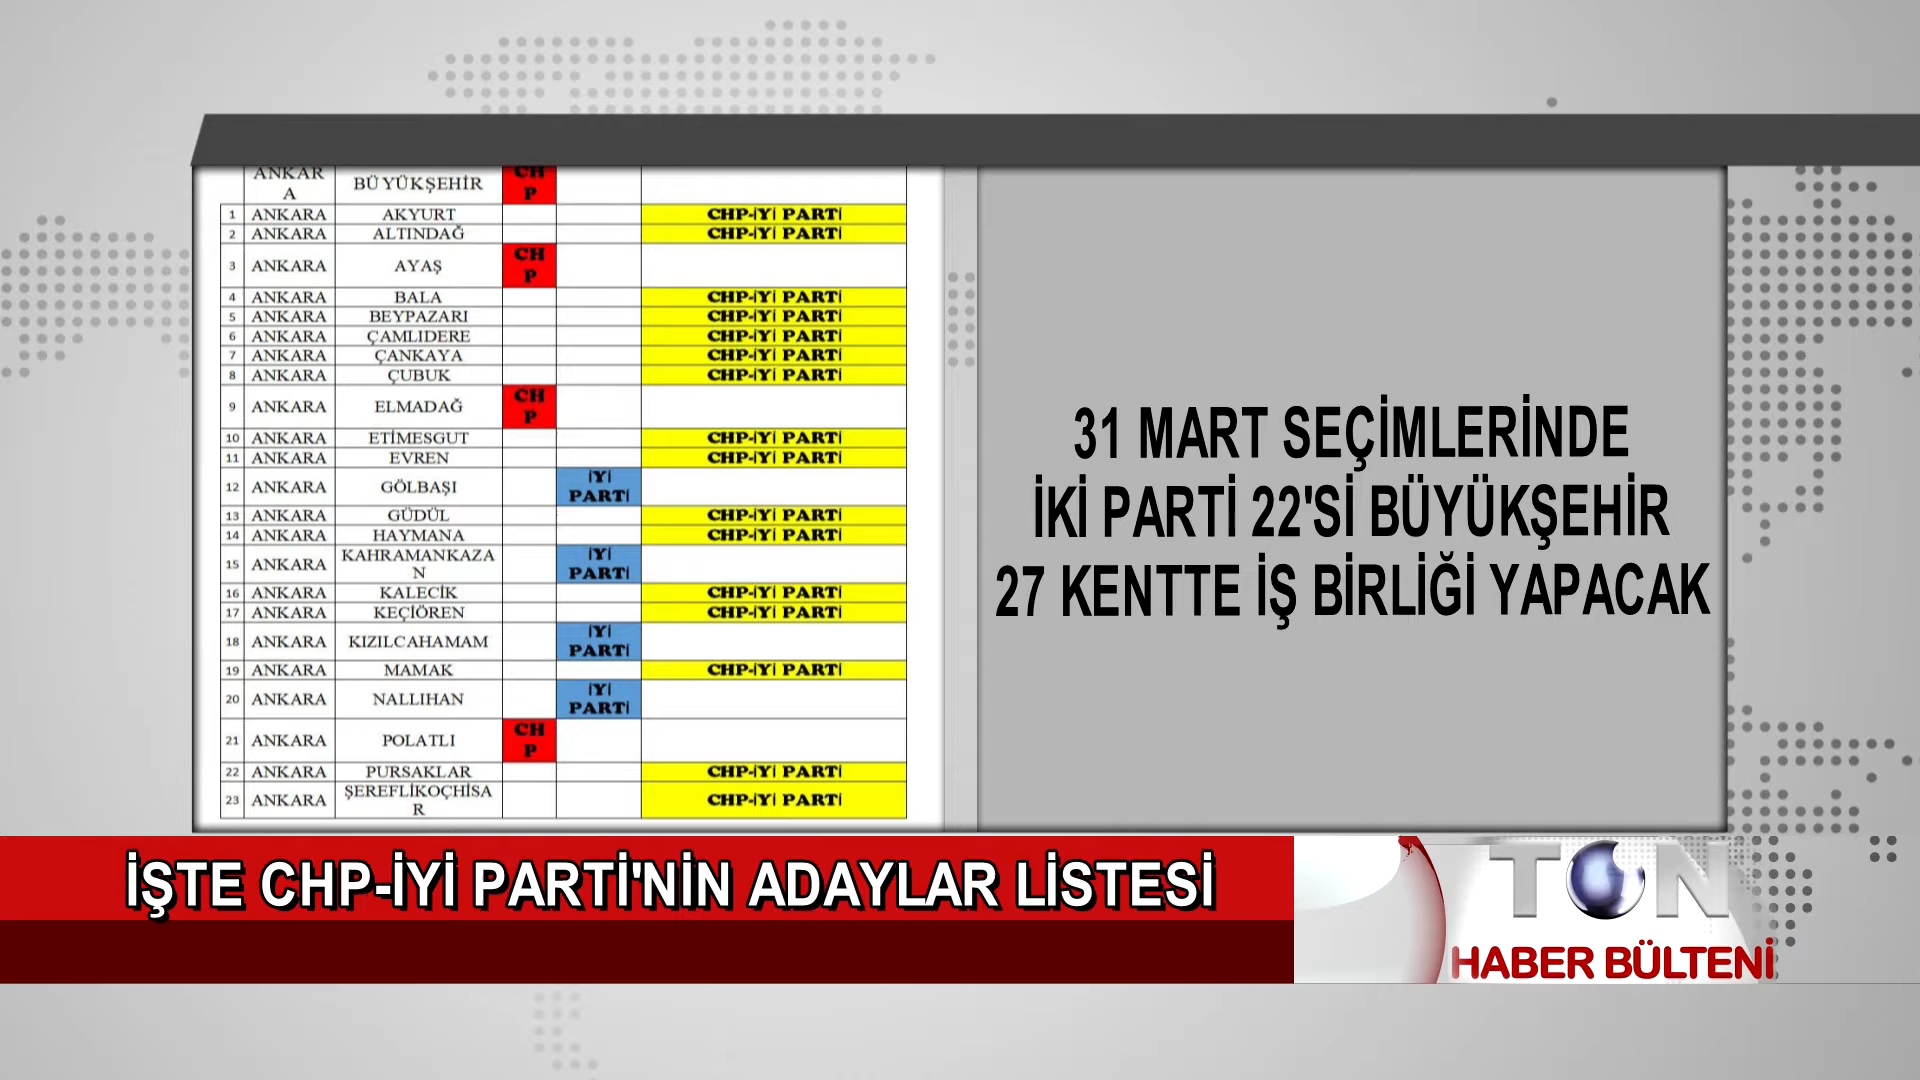 ANKAR
A BÜYÜKŞEHİR CH
P
1 ANKARA AKYURT CHP-İYİ PARTİ
2 ANKARA ALTINDAĞ CHP-İYİ PARTİ
3 ANKARA AYAŞ CH
P
4 ANKARA BALA CHP-İYİ PARTİ
5 ANKARA BEYPAZARI CHP-İYİ PARTİ
6 ANKARA ÇAMLIDERE CHP-İYİ PARTİ
7 ANKARA ÇANKAYA CHP-İYİ PARTİ
8 ANKARA ÇUBUK CHP-İYİ PARTİ
9 ANKARA ELMADAĞ CH
P
10 ANKARA ETİMESGUT CHP-İYİ PARTİ
11 ANKARA EVREN CHP-İYİ PARTİ
12 ANKARA GÖLBAŞI İYİ
PARTİ
13 ANKARA GÜDÜL CHP-İYİ PARTİ
14 ANKARA HAYMANA CHP-İYİ PARTİ
15 ANKARA KAHRAMANKAZA
N İYİ
PARTİ
16 ANKARA KALECİK CHP-İYİ PARTİ
17 ANKARA KEÇİÖREN CHP-İYİ PARTİ
18 ANKARA KIZILCAHAMAM İYİ
PARTİ
19 ANKARA MAMAK CHP-İYİ PARTİ
20 ANKARA NALLIHAN İYİ
PARTİ
21 ANKARA POLATLI CH
P
22 ANKARA PURSAKLAR CHP-İYİ PARTİ
23 ANKARA ŞEREFLİKOÇHİSA
R CHP-İYİ PARTİ
31 MART SEÇİMLERİNDE
İKİ PARTİ 22'Sİ BÜYÜKŞEHİR
27 KENTTE İŞ BİRLİĞİ YAPACAK
İŞTE CHP-İYİ PARTİ'NİN ADAYLAR LİSTESİ
TON
HABER BÜLTENİ